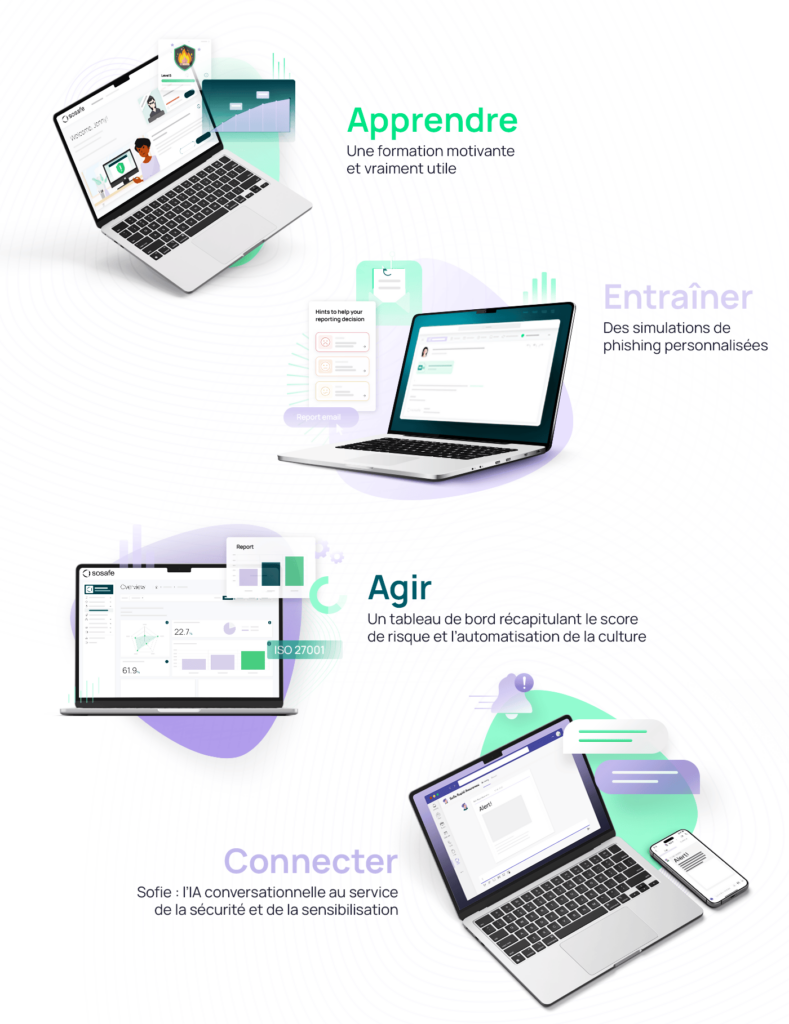 sosafe
Welcome, Jenny!
Apprendre
Une formation motivante
et vraiment utile
Hints to help your
reporting decision
Report email
Entraîner
Des simulations de
phishing personnalisées
Report
sosafe
Overview
22.7%
ISO 27001
61.9%
Agir
Un tableau de bord récapitulant le score
de risque et l’automatisation de la culture
Alert!
Alert!
Connecter
Sofie : l’IA conversationnelle au service
de la sécurité et de la sensibilisation